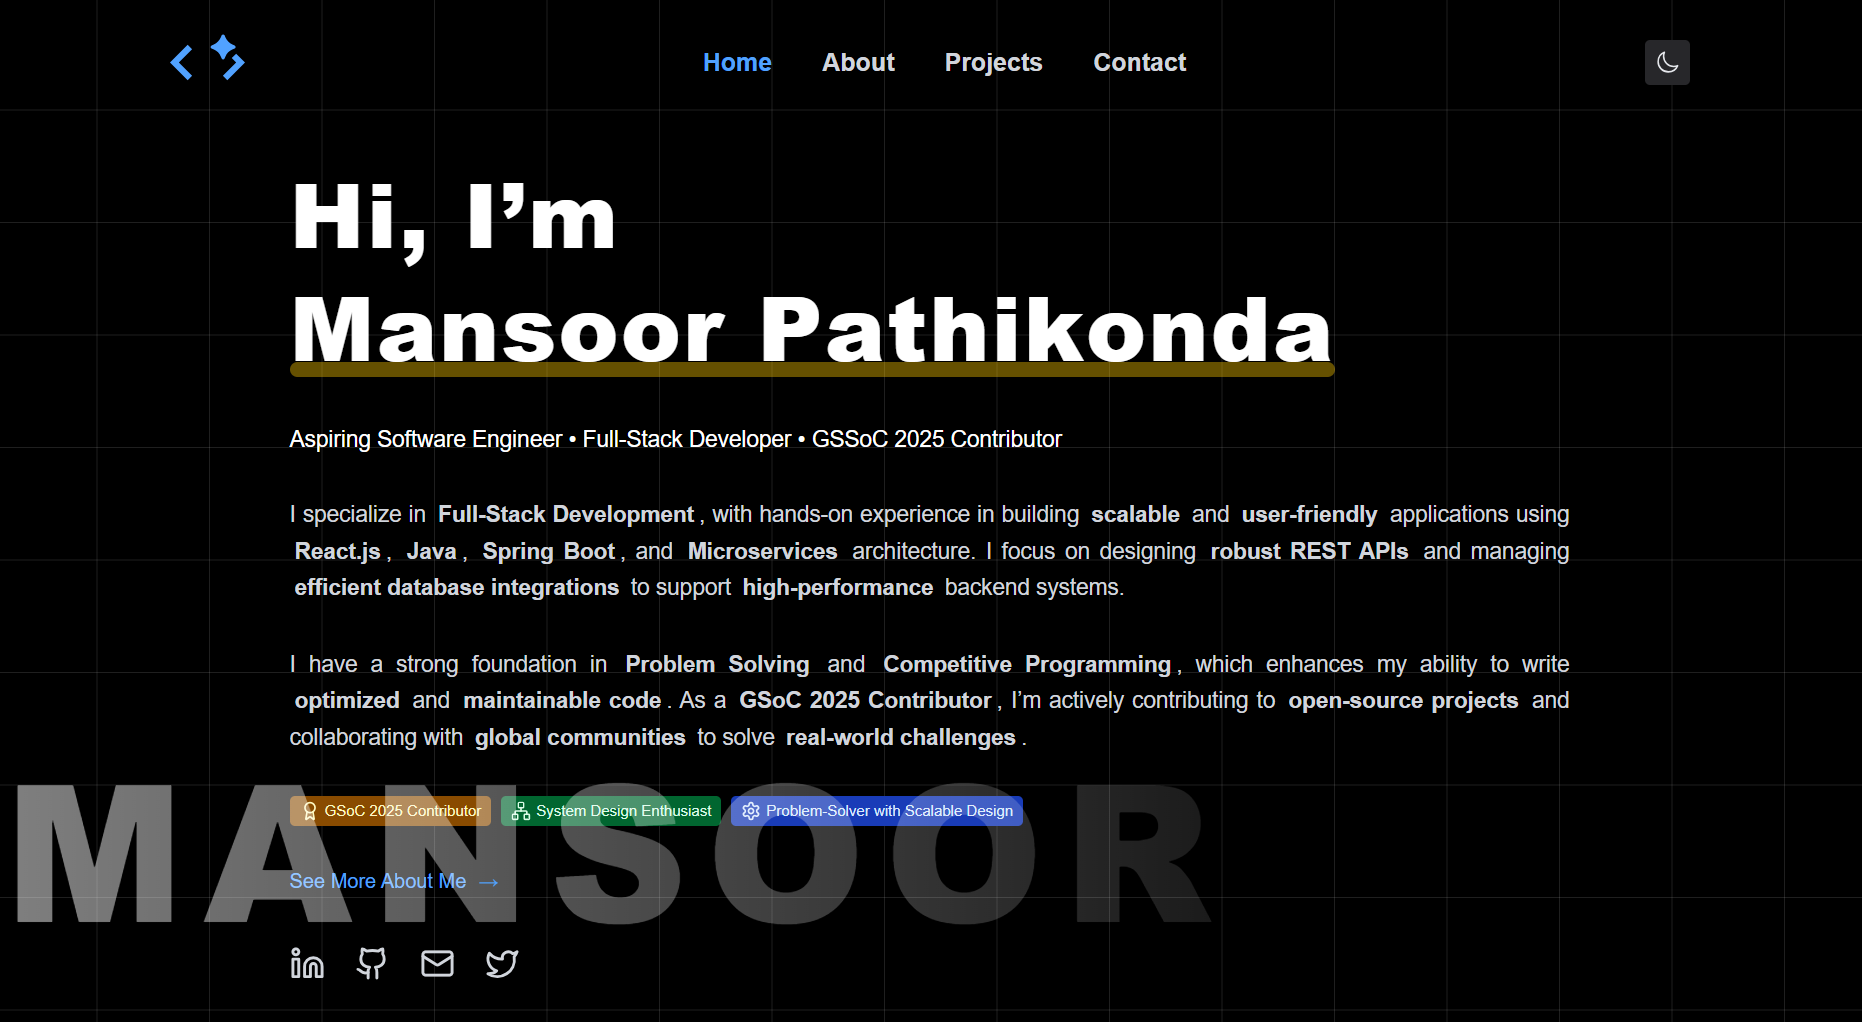 Home About Projects Contact
Hi, I’m
Mansoor Pathikonda
Aspiring Software Engineer • Full-Stack Developer • GSSoC 2025 Contributor
I specialize in Full-Stack Development , with hands-on experience in building scalable and user-friendly applications using
React.js , Java , Spring Boot , and Microservices architecture. I focus on designing robust REST APIs and managing
efficient database integrations to support high-performance backend systems.
I have a strong foundation in Problem Solving and Competitive Programming , which enhances my ability to write
optimized and maintainable code . As a GSoC 2025 Contributor , I’m actively contributing to open-source projects and
collaborating with global communities to solve real-world challenges .
GSoC 2025 Contributor System Design Enthusiast Problem-Solver with Scalable Design
MANSOOR
See More About Me →